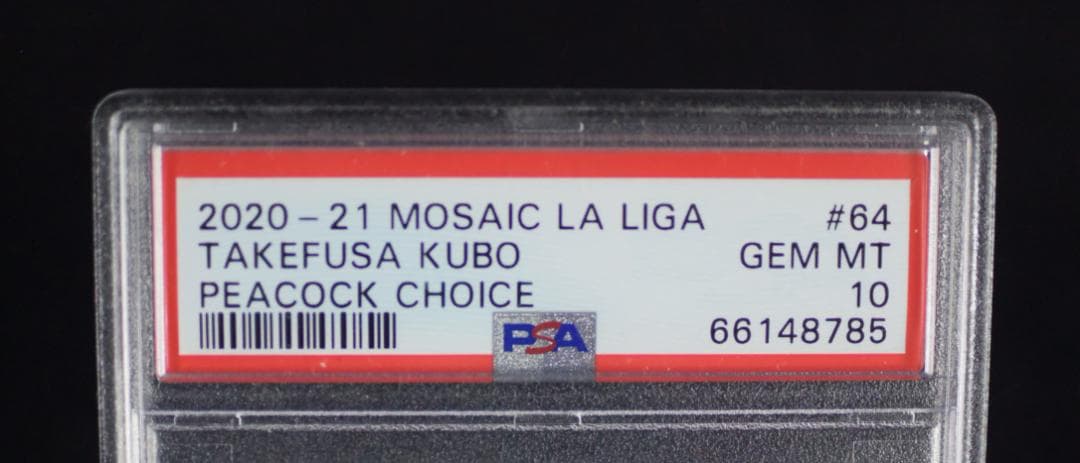 2020-21 MOSAIC LA LIGA #64
TAKEFUSA KUBO GEM MT
PEACOCK CHOICE 10
PSA 66148785